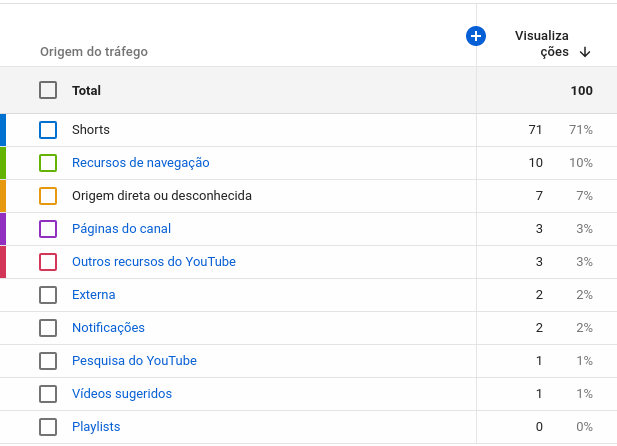 Origem do tráfego
Visualiza
ções
Total 100
Shorts 71 71%
Recursos de navegação 10 10%
Origem direta ou desconhecida 7 7%
Páginas do canal 3 3%
Outros recursos do YouTube 3 3%
Externa 2 2%
Notificações 2 2%
Pesquisa do YouTube 1 1%
Vídeos sugeridos 1 1%
Playlists 0 0%